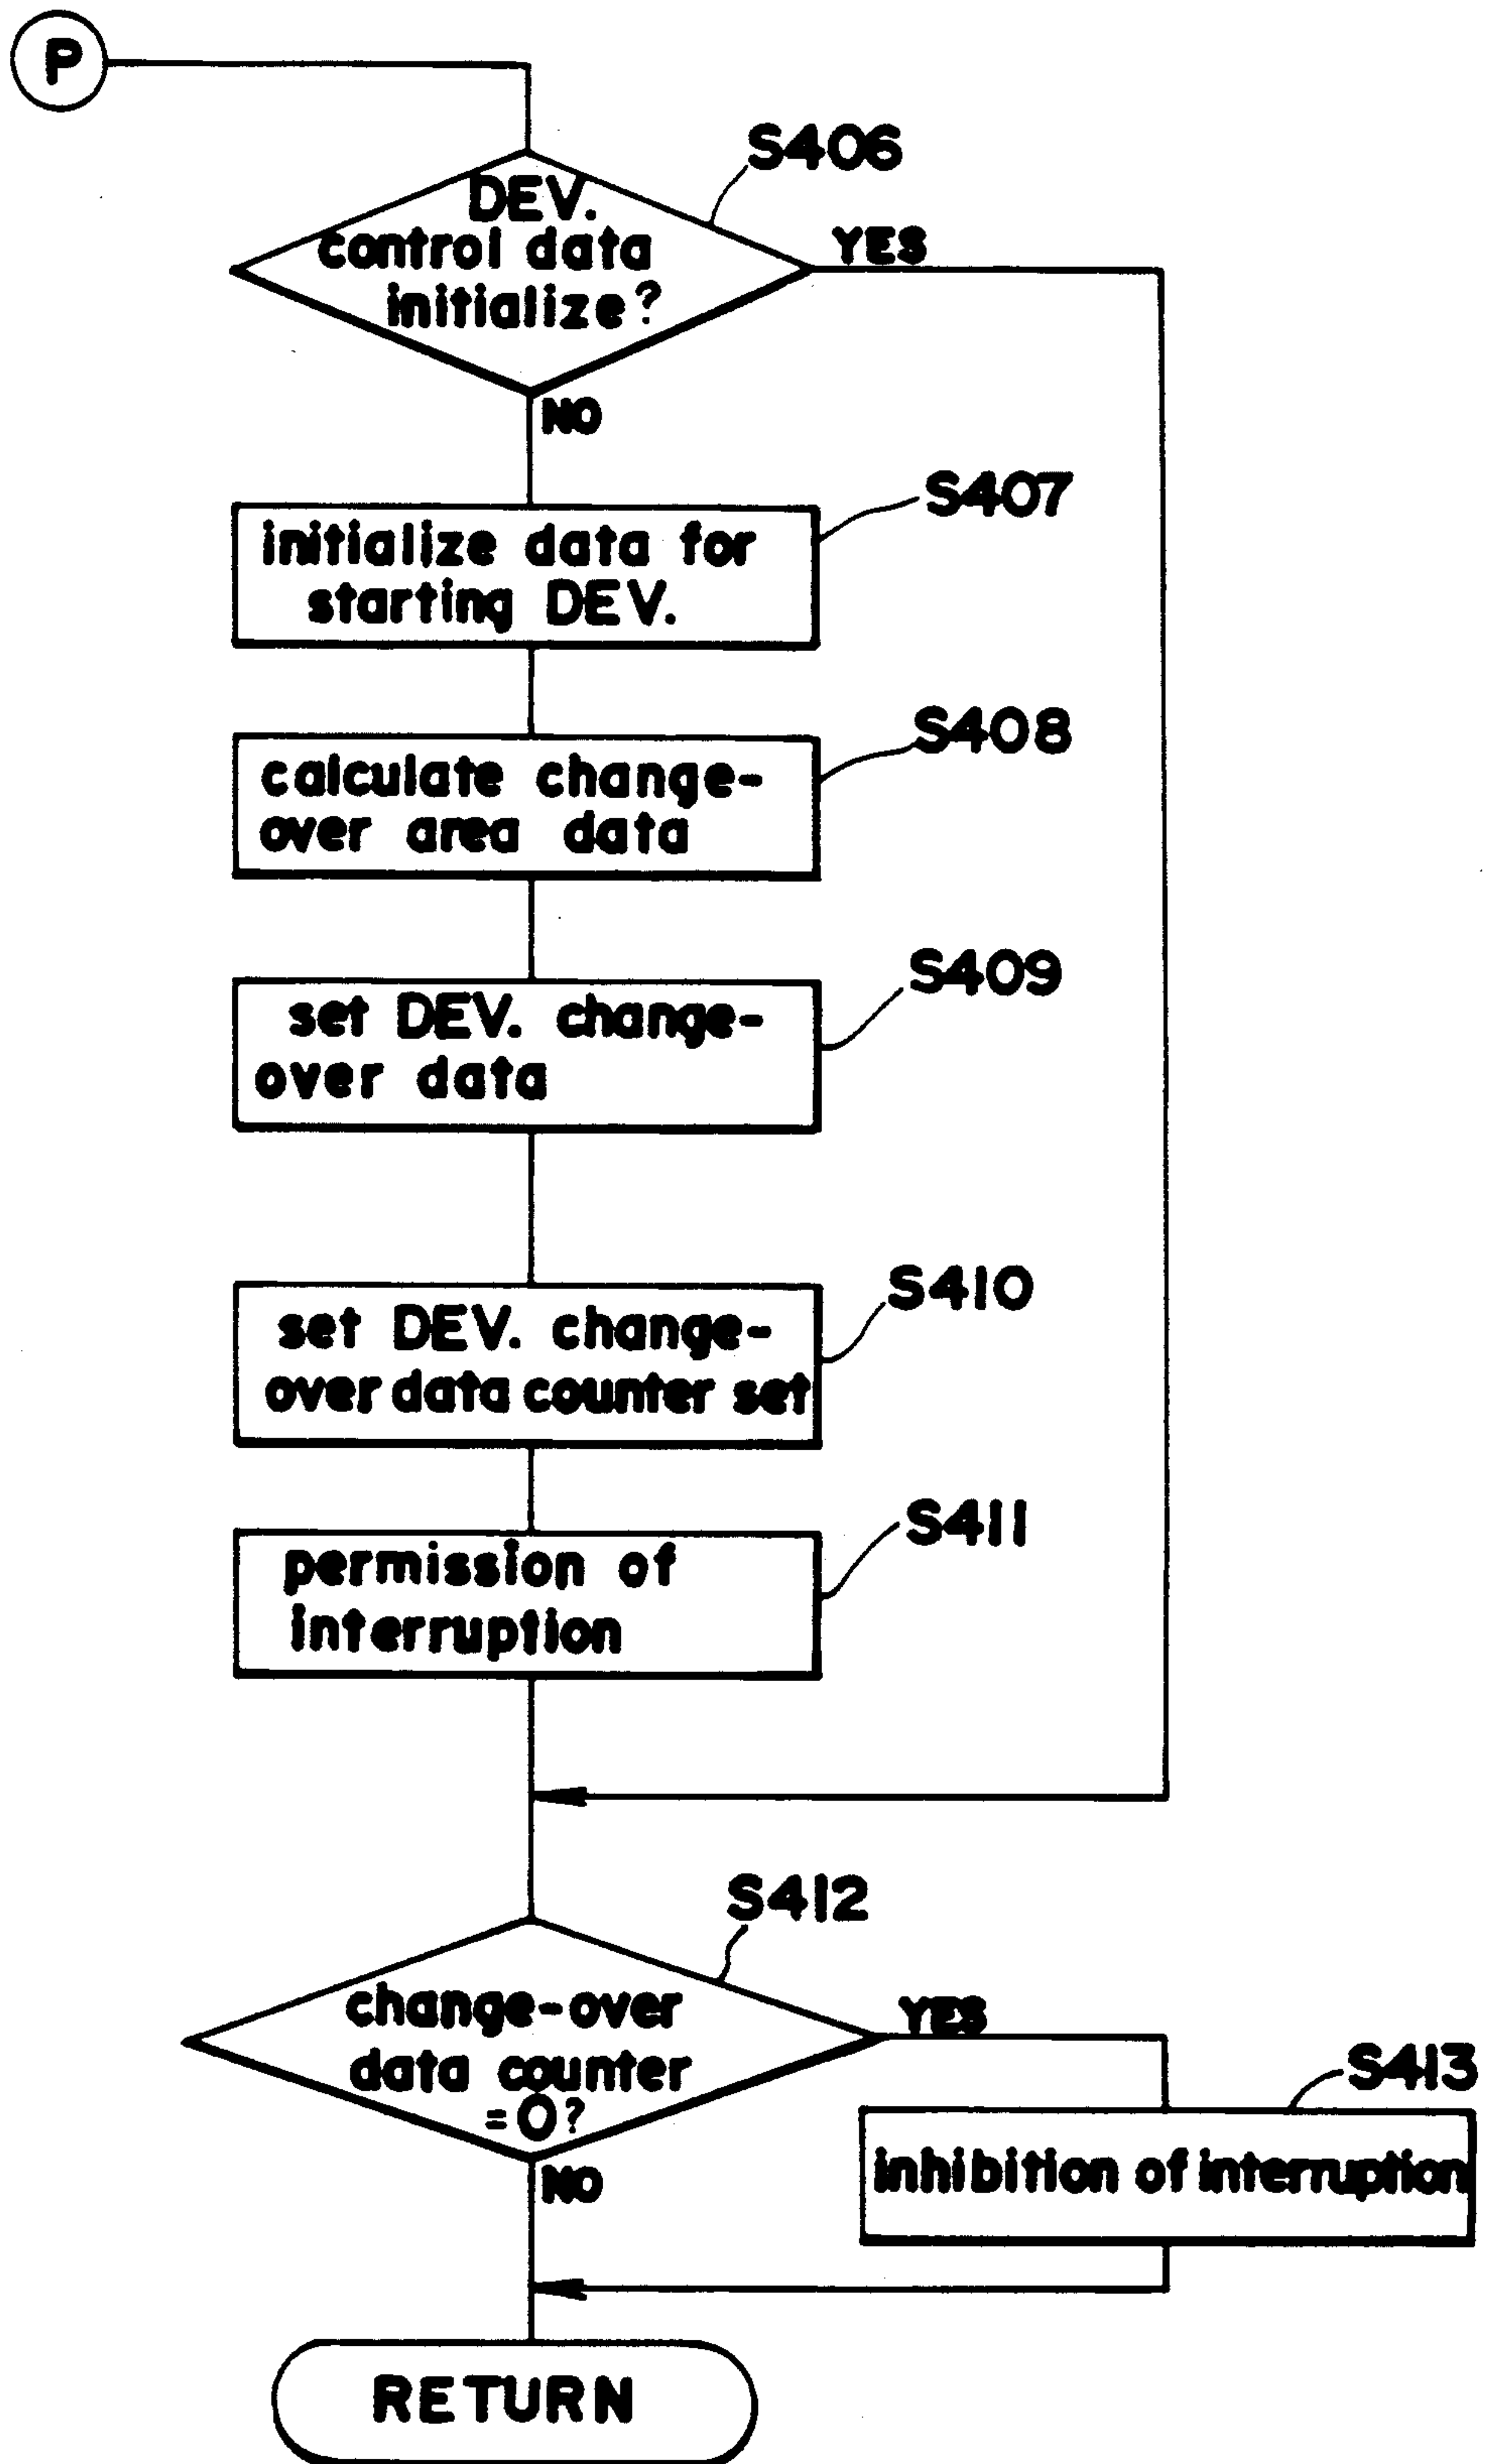 P
S406
DEV.
control data
initialize?
YES
NO
S407
initialize data for
starting DEV.
S408
calculate change-
over area data
S409
set DEV. change-
over data
S410
set DEV. change-
over data counter set
S411
permission of
interruption
S412
change-over
data counter
=0?
YES
S413
NO
inhibition of interruption
RETURN